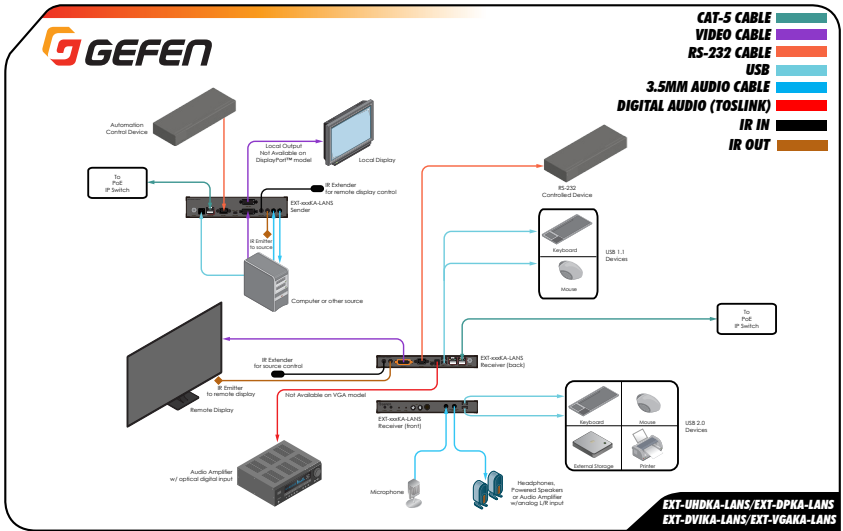 GEFEN
CAT-5 CABLE
VIDEO CABLE
RS-232 CABLE
USB
3.5MM AUDIO CABLE
DIGITAL AUDIO (TOSLINK)
IR IN
IR OUT
Automation
Control Device
Local Output
Not Available on
DisplayPort™ model
Local Display
To
PoE
IP Switch
IR Extender
for remote display control
EXT-xxxKA-LANS
Sender
IR Emitter
to source
Computer or other source
RS-232
Controlled Device
Keyboard
Mouse
USB 1.1
Devices
To
PoE
IP Switch
EXT-xxxKA-LANS
Receiver (back)
IR Extender
for source control
IR Emitter
to remote display
Remote Display
Not Available on VGA model
EXT-xxxKA-LANS
Receiver (front)
Keyboard
Mouse
External Storage
Printer
USB 2.0
Devices
Audio Amplifier
w/ optical digital input
Microphone
Headphones,
Powered Speakers
or Audio Amplifier
w/analog L/R input
EXT-UHDKA-LANS/EXT-DPKA-LANS
EXT-DVIKA-LANS/EXT-VGAKA-LANS